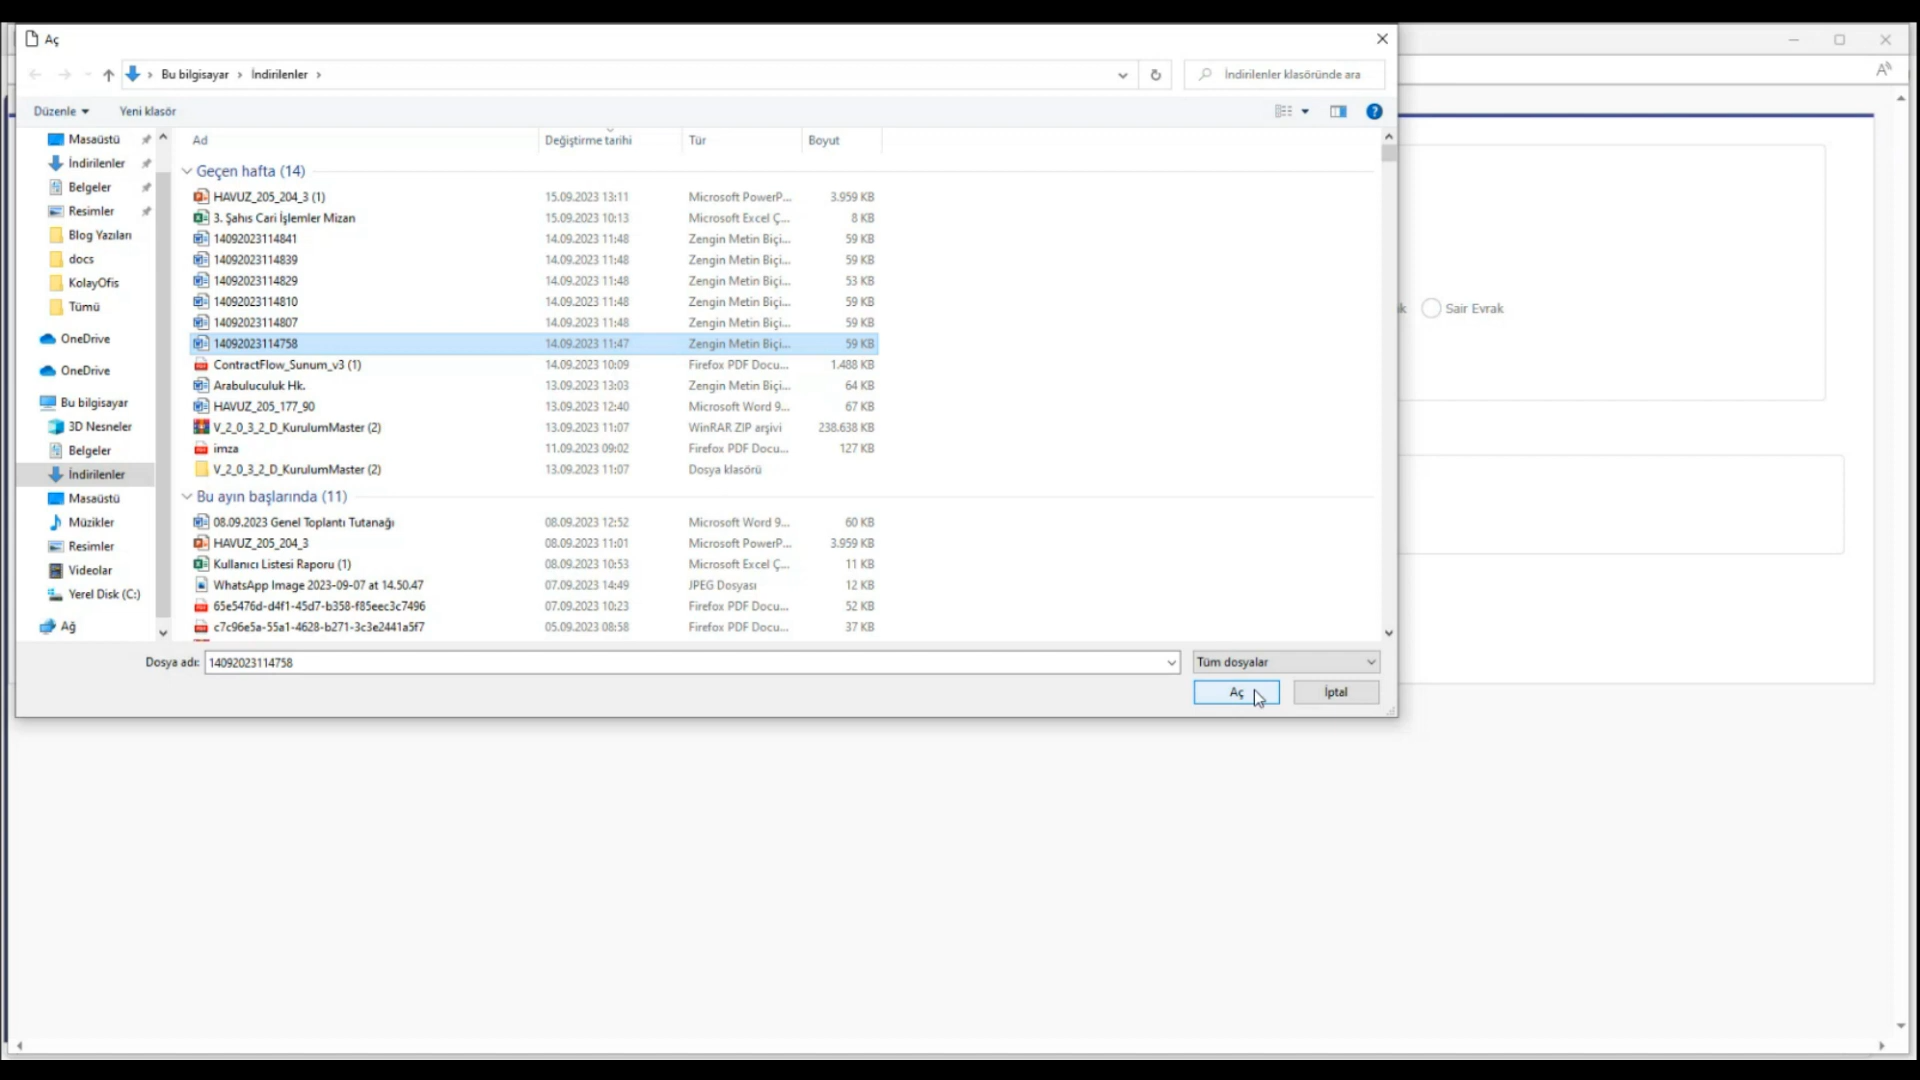 Aç
Bu bilgisayar › İndirilenler ›
İndirilenler klasöründe ara
Düzenle
Yeni klasör
Masaüstü
İndirilenler
Belgeler
Resimler
Blog Yazıları
docs
KolayOfis
Tümü
OneDrive
OneDrive
Bu bilgisayar
3D Nesneler
Belgeler
İndirilenler
Masaüstü
Müzikler
Resimler
Videolar
Yerel Disk (C:)
Ağ
Ad Değiştirme tarihi Tür Boyut
Geçen hafta (14)
HAVUZ_205_204_3 (1) 15.09.2023 13:11 Microsoft PowerP... 3.959 KB
3. Şahıs Cari İşlemler Mizan 15.09.2023 10:13 Microsoft Excel Ç... 8 KB
14092023114841 14.09.2023 11:48 Zengin Metin Biçi... 59 KB
14092023114839 14.09.2023 11:48 Zengin Metin Biçi... 59 KB
14092023114829 14.09.2023 11:48 Zengin Metin Biçi... 53 KB
14092023114810 14.09.2023 11:48 Zengin Metin Biçi... 59 KB
14092023114807 14.09.2023 11:48 Zengin Metin Biçi... 59 KB
14092023114758 14.09.2023 11:47 Zengin Metin Biçi... 59 KB
ContractFlow_Sunum_v3 (1) 14.09.2023 10:09 Firefox PDF Docu... 1.488 KB
Arabuluculuk Hk. 13.09.2023 13:03 Zengin Metin Biçi... 64 KB
HAVUZ_205_177_90 13.09.2023 12:40 Microsoft Word 9... 67 KB
V_2_0_3_2_D_KurulumMaster (2) 13.09.2023 11:07 WinRAR ZIP arşivi 238.638 KB
imza 11.09.2023 09:02 Firefox PDF Docu... 127 KB
V_2_0_3_2_D_KurulumMaster (2) 13.09.2023 11:07 Dosya klasörü
Bu ayın başlarında (11)
08.09.2023 Genel Toplantı Tutanağı 08.09.2023 12:52 Microsoft Word 9... 60 KB
HAVUZ_205_204_3 08.09.2023 11:01 Microsoft PowerP... 3.959 KB
Kullanıcı Listesi Raporu (1) 08.09.2023 10:53 Microsoft Excel Ç... 11 KB
WhatsApp Image 2023-09-07 at 14.50.47 07.09.2023 14:49 JPEG Dosyası 12 KB
65e5476d-d4f1-45d7-b358-f85eec3c7496 07.09.2023 10:23 Firefox PDF Docu... 52 KB
c7c96e5a-55a1-4628-b271-3c3e2441a5f7 05.09.2023 08:58 Firefox PDF Docu... 37 KB
Dosya adı: 14092023114758
Tüm dosyalar
Aç
İptal
k Sair Evrak